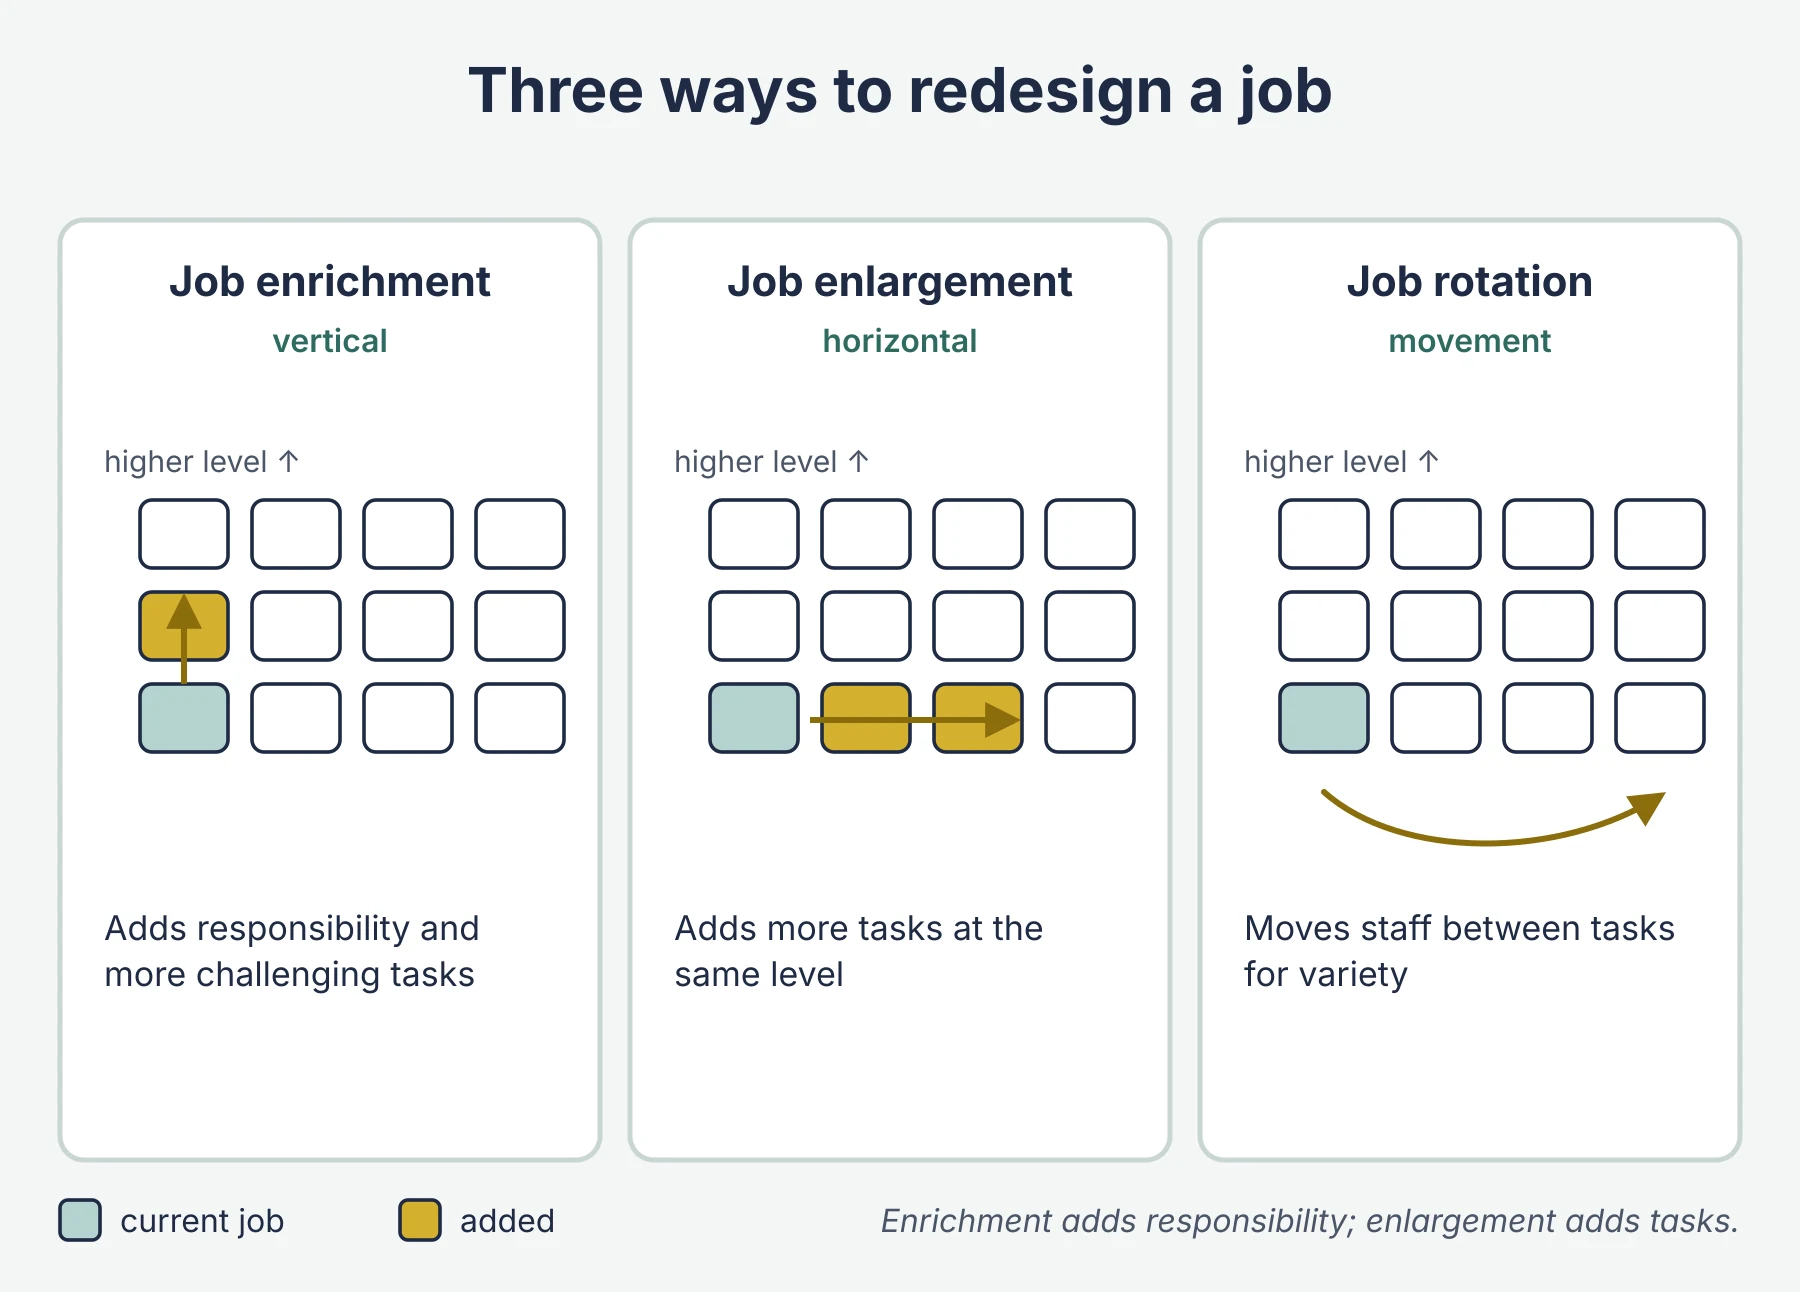 Three ways to redesign a job
Job enrichment
vertical
higher level ↑
Adds responsibility and
more challenging tasks
Job enlargement
horizontal
higher level ↑
Adds more tasks at the
same level
Job rotation
movement
higher level ↑
Moves staff between tasks
for variety
current job
added
Enrichment adds responsibility; enlargement adds tasks.